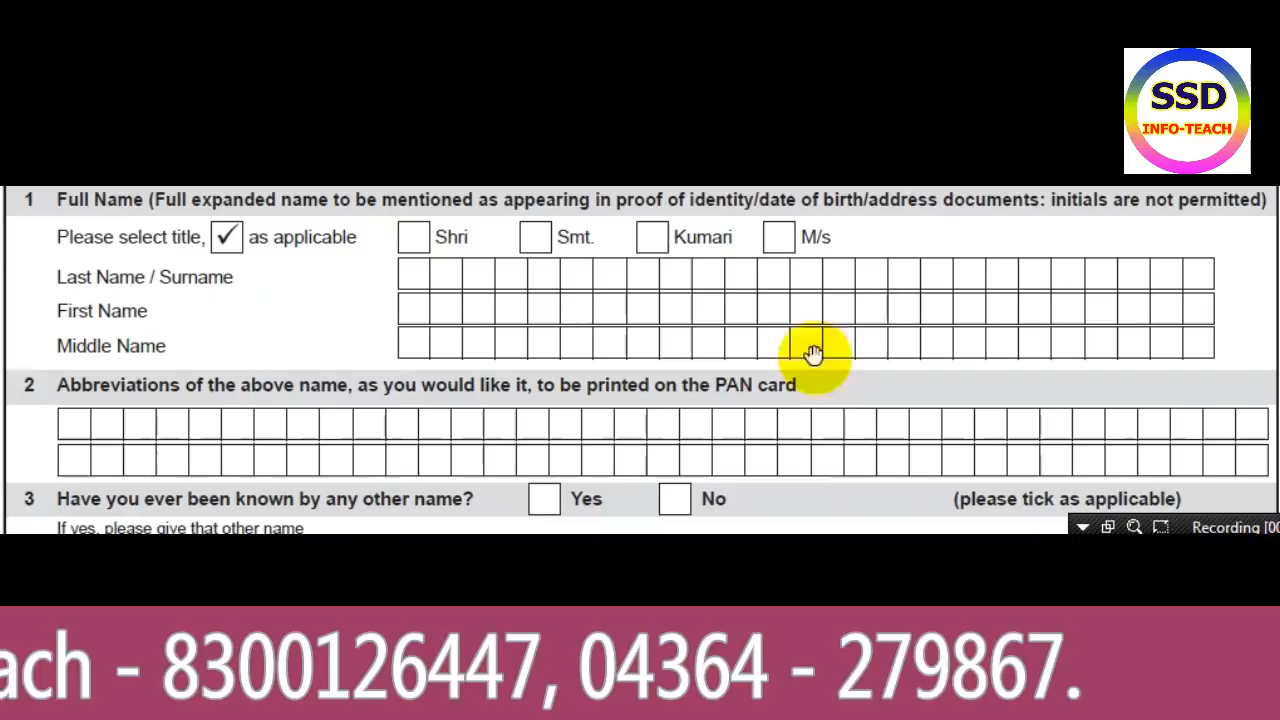 SSD
INFO-TEACH
1 Full Name (Full expanded name to be mentioned as appearing in proof of identity/date of birth/address documents: initials are not permitted)
Please select title, ✓ as applicable Shri Smt. Kumari M/s
Last Name / Surname
First Name
Middle Name
2 Abbreviations of the above name, as you would like it, to be printed on the PAN card
3 Have you ever been known by any other name? Yes No (please tick as applicable)
If yes, please give that other name
Recording [00
ach - 8300126447, 04364 - 279867.